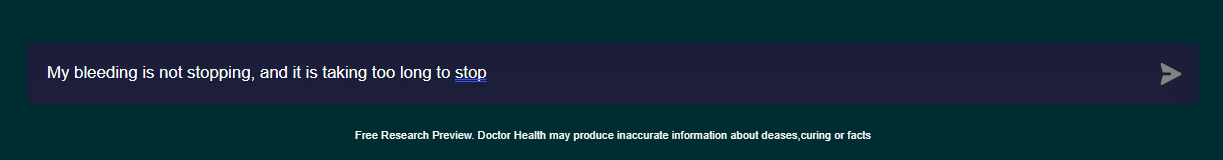 My bleeding is not stopping, and it is taking too long to stop
Free Research Preview. Doctor Health may produce inaccurate information about deases,curing or facts